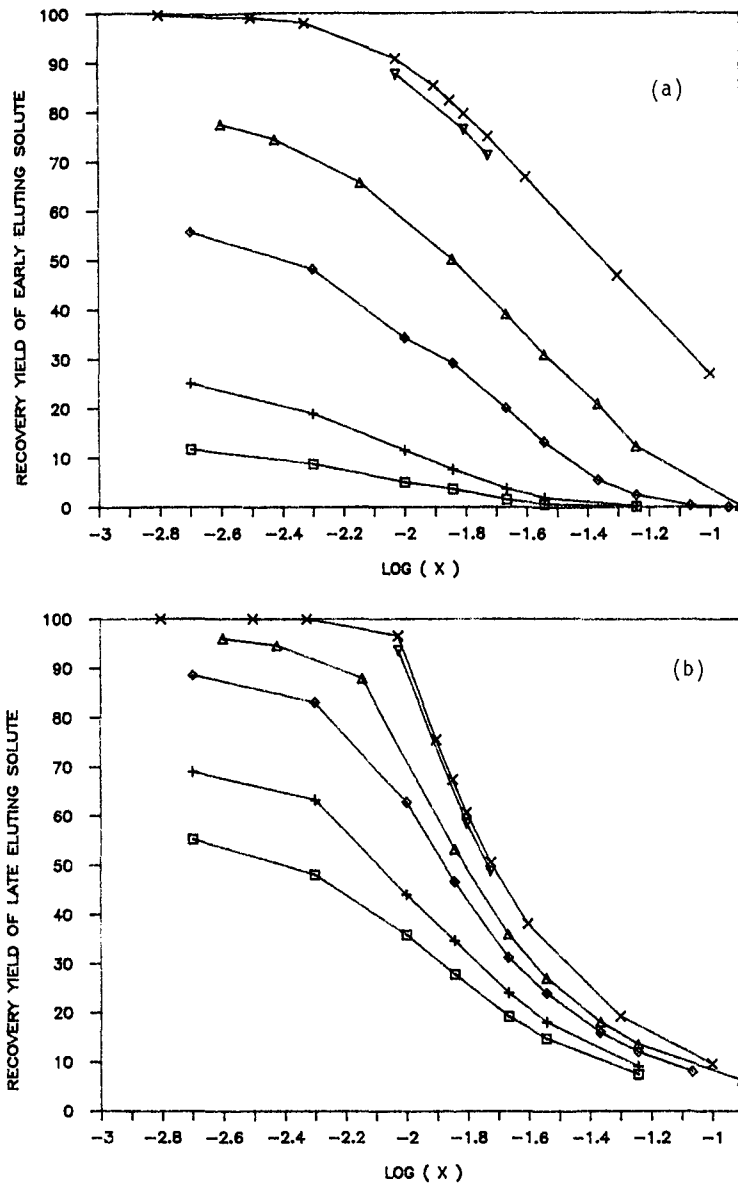 100
90
80
70
60
50
40
30
20
10
0
RECOVERY YIELD OF EARLY ELUTING SOLUTE
(a)
-3 -2.8 -2.6 -2.4 -2.2 -2 -1.8 -1.6 -1.4 -1.2 -1
LOG ( X )
100
90
80
70
60
50
40
30
20
10
0
RECOVERY YIELD OF LATE ELUTING SOLUTE
(b)
-3 -2.8 -2.6 -2.4 -2.2 -2 -1.8 -1.6 -1.4 -1.2 -1
LOG ( X )